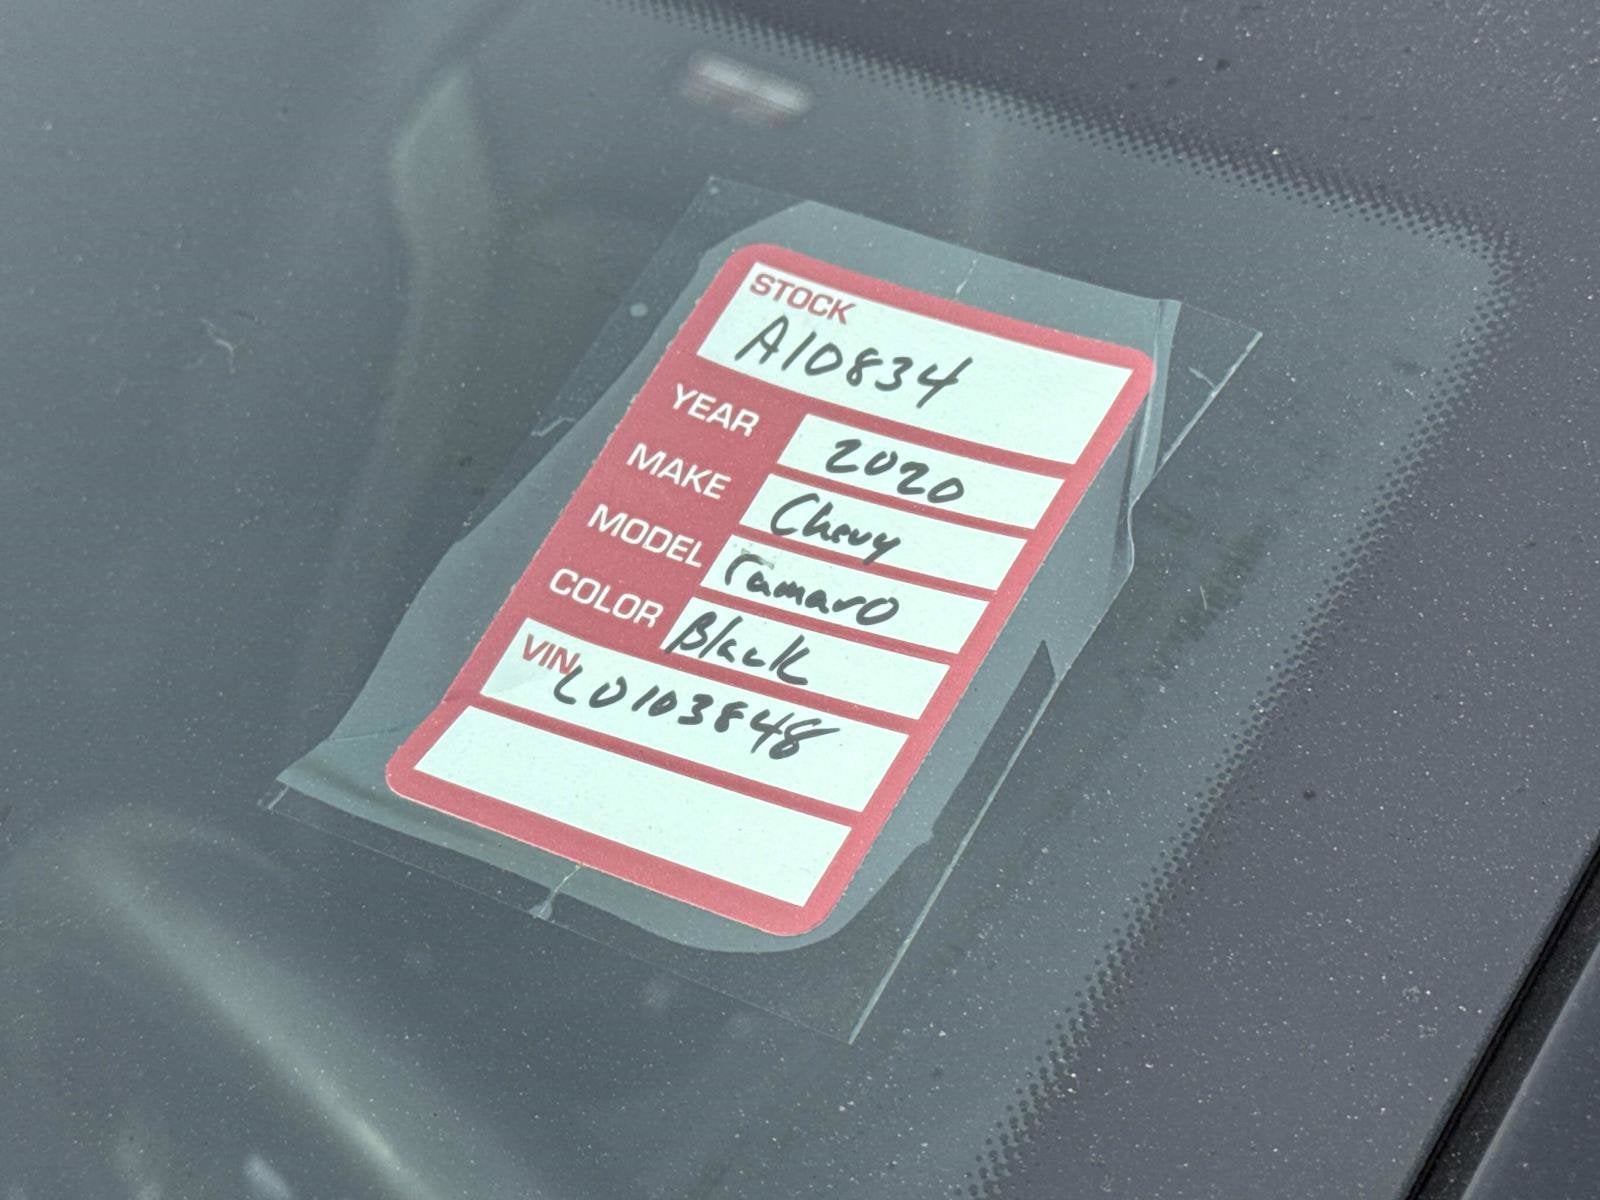 STOCK
A10834
YEAR 2020
MAKE Chevy
MODEL Camaro
COLOR Black
VIN L0103848